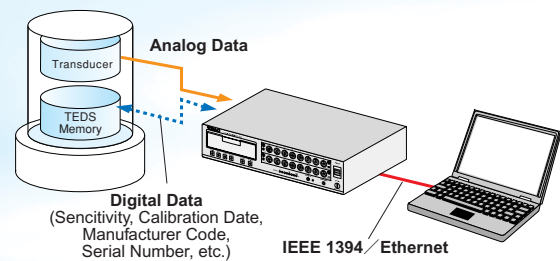 Analog Data
Transducer
TEDS
Memory
Digital Data
(Sencitivity, Calibration Date,
Manufacturer Code,
Serial Number, etc.)
IEEE 1394/Ethernet